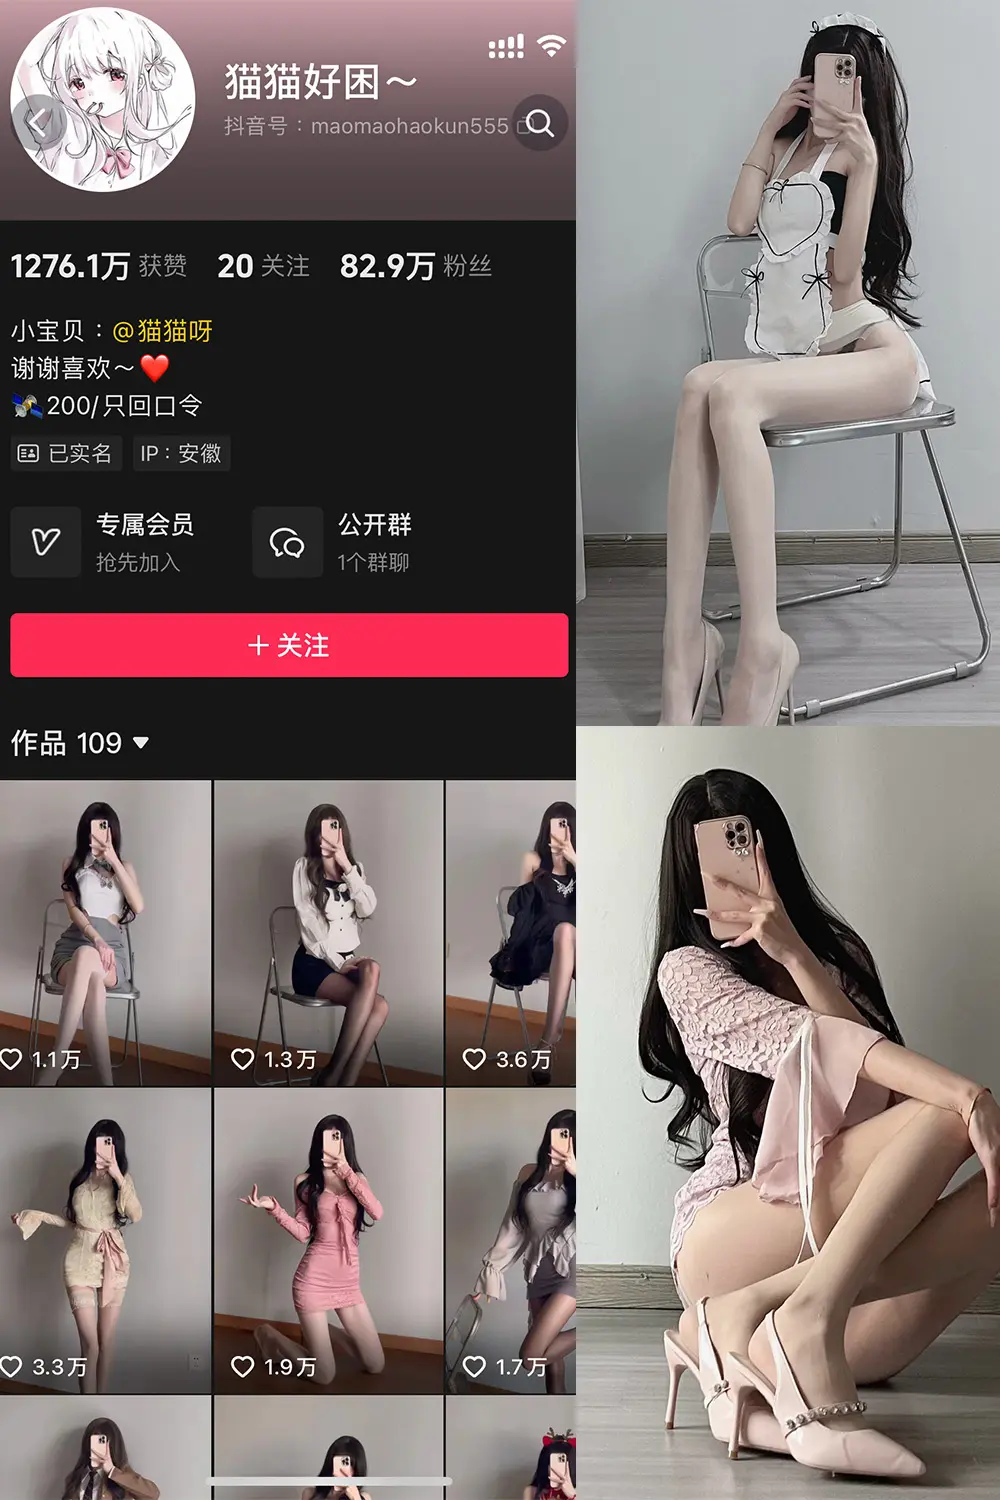 猫猫好困～
抖音号：maomaohaokun555
1276.1万 获赞 20 关注 82.9万 粉丝
小宝贝：@猫猫呀
谢谢喜欢～❤️
🛰️200/只回口令
已实名 IP：安徽
专属会员 公开群
抢先加入 1个群聊
＋关注
作品 109
1.1万 1.3万 3.6万
3.3万 1.9万 1.7万